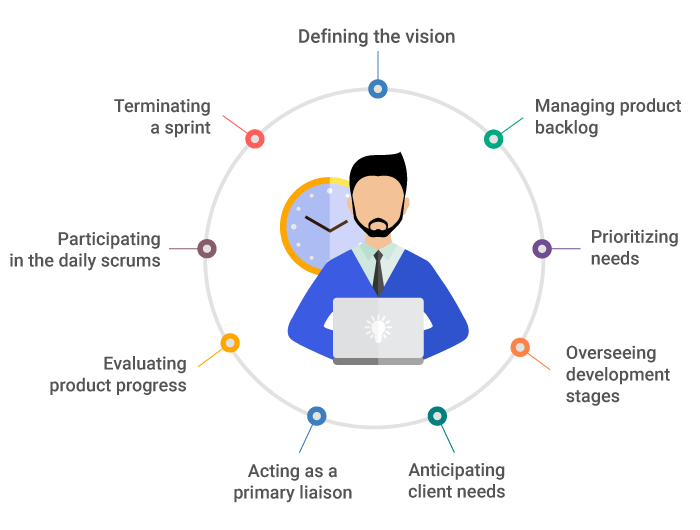 Defining the vision
Managing product
backlog
Prioritizing
needs
Overseeing
development
stages
Anticipating
client needs
Acting as a
primary liaison
Evaluating
product progress
Participating
in the daily scrums
Terminating
a sprint